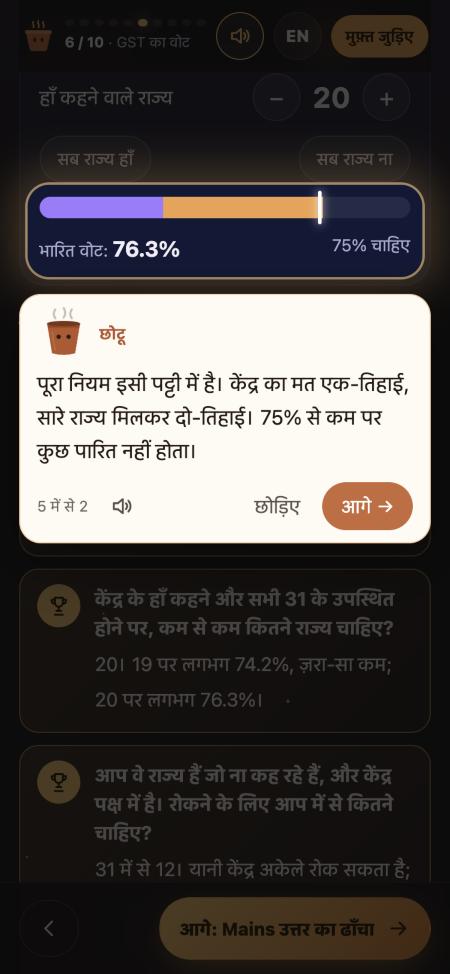 6 / 10 · GST का वोट
EN
मुफ़्त जुड़िए
हाँ कहने वाले राज्य
− 20 +
सब राज्य हाँ
सब राज्य ना
भारित वोट: 76.3%
75% चाहिए
छोटू
पूरा नियम इसी पट्टी में है। केंद्र का मत एक-तिहाई,
सारे राज्य मिलकर दो-तिहाई। 75% से कम पर
कुछ पारित नहीं होता।
5 में से 2
छोड़िए
आगे →
केंद्र के हाँ कहने और सभी 31 के उपस्थित
होने पर, कम से कम कितने राज्य चाहिए?
20। 19 पर लगभग 74.2%, ज़रा-सा कम;
20 पर लगभग 76.3%।
आप वे राज्य हैं जो ना कह रहे हैं, और केंद्र
पक्ष में है। रोकने के लिए आप में से कितने
चाहिए?
31 में से 12। यानी केंद्र अकेले रोक सकता है;
आगे: Mains उत्तर का ढाँचा →